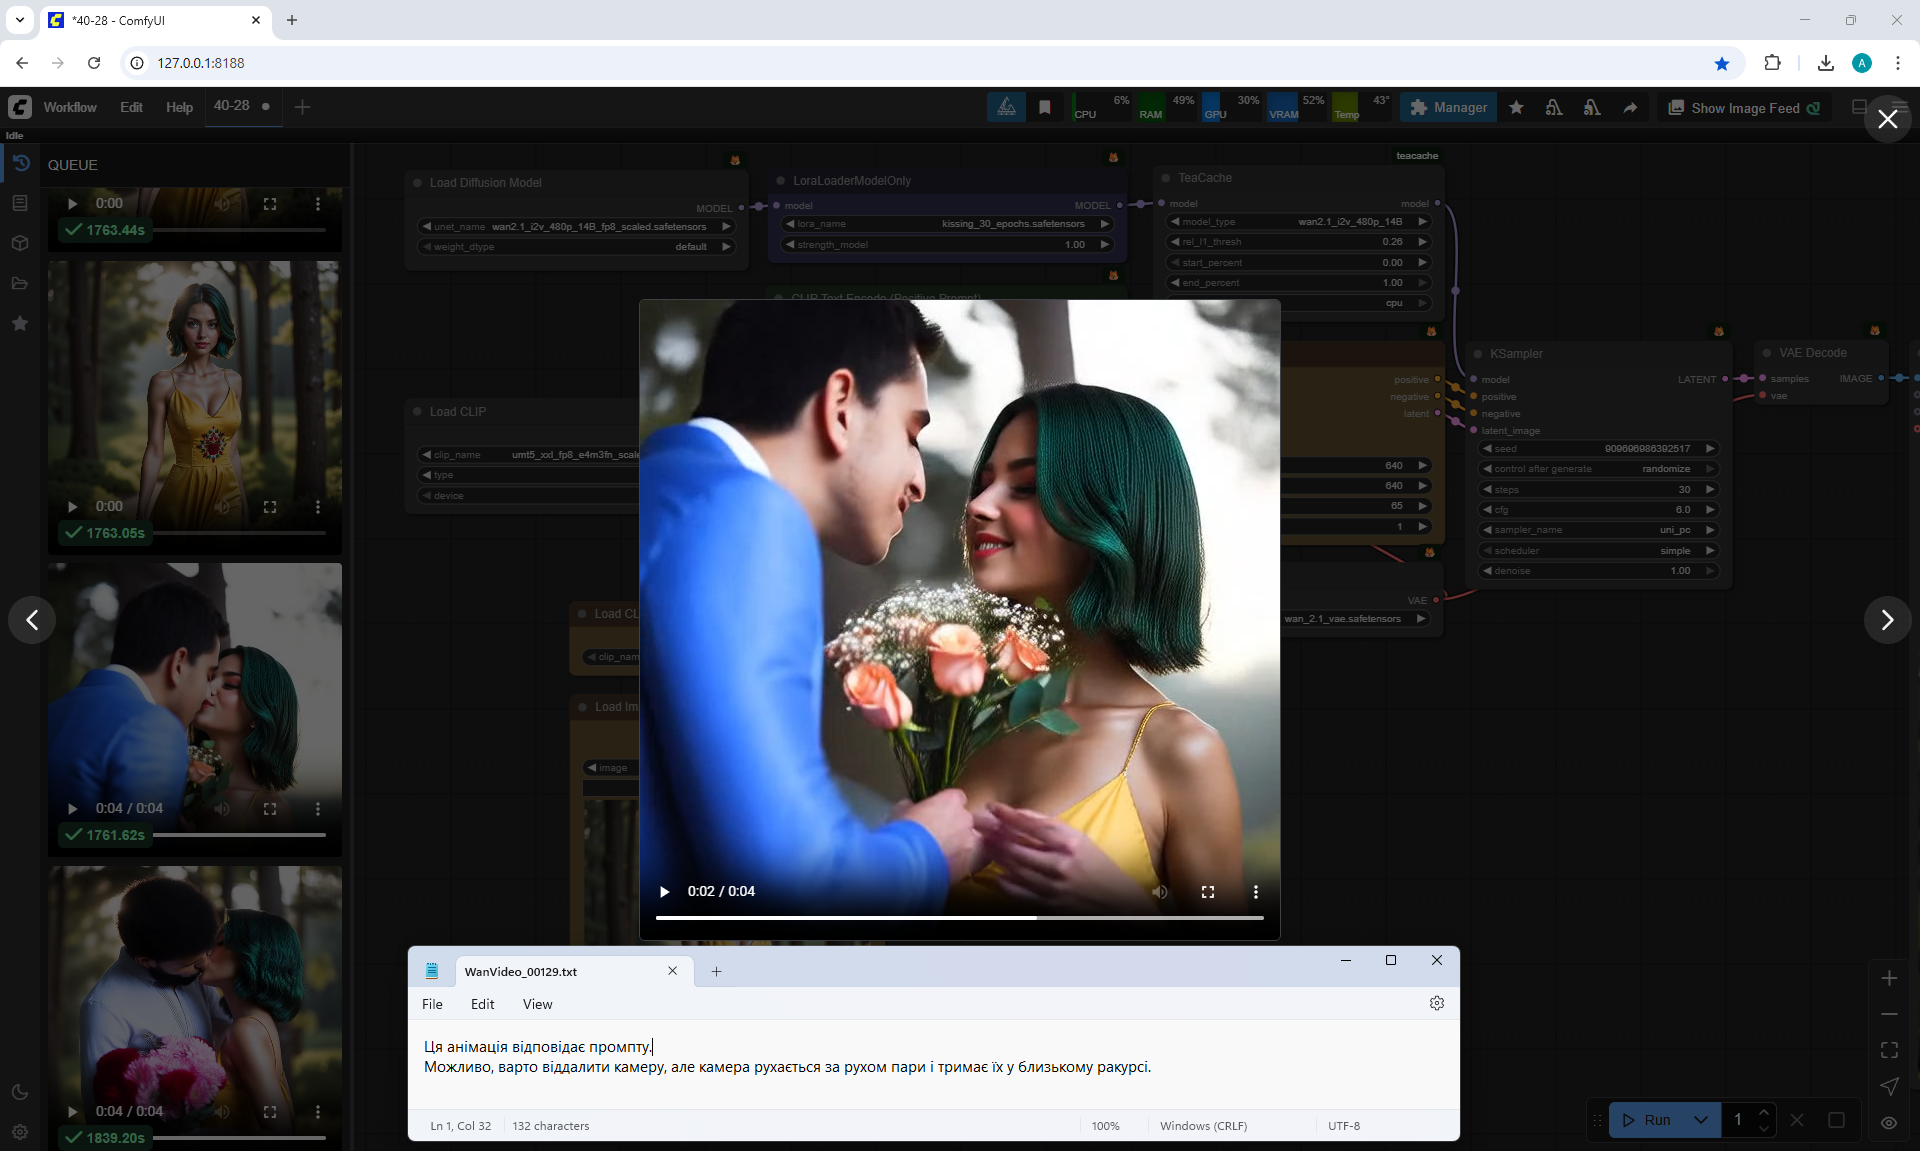 *40-28 - ComfyUI
127.0.0.1:8188
Workflow Edit Help 40-28
CPU 6% RAM 49% GPU 30% VRAM 52% Temp 43°
Manager
Show Image Feed
Idle
QUEUE
0:00
1763.44s
0:00
1763.05s
0:04 / 0:04
1761.62s
0:04 / 0:04
1839.20s
Load Diffusion Model
MODEL
unet_name wan2.1_i2v_480p_14B_fp8_scaled.safetensors
weight_dtype default
LoraLoaderModelOnly
model MODEL
lora_name kissing_30_epochs.safetensors
strength_model 1.00
teacache
TeaCache
model model
model_type wan2.1_i2v_480p_14B
rel_l1_thresh 0.26
start_percent 0.00
end_percent 1.00
cpu
CLIP Text Encode (Positive Prompt)
Load CLIP
clip_name umt5_xxl_fp8_e4m3fn_scale
type
device
Load CL
clip_nam
Load Im
image
positive
negative
latent
640
640
65
1
VAE
wan_2.1_vae.safetensors
KSampler
model LATENT
positive
negative
latent_image
seed 909696986392517
control after generate randomize
steps 30
cfg 6.0
sampler_name uni_pc
scheduler simple
denoise 1.00
VAE Decode
samples IMAGE
vae
0:02 / 0:04
WanVideo_00129.txt
File Edit View
Ця анімація відповідає промпту.
Можливо, варто віддалити камеру, але камера рухається за рухом пари і тримає їх у близькому ракурсі.
Ln 1, Col 32 132 characters 100% Windows (CRLF) UTF-8
Run 1
A